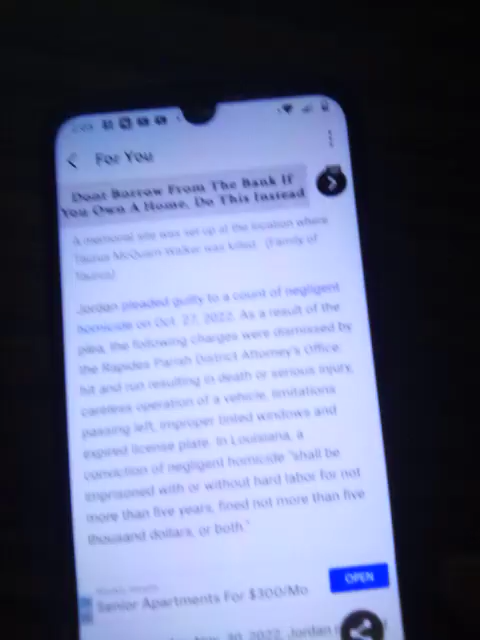 For You
Dont Borrow From The Bank If
You Own A Home, Do This Instead
A memorial site was set up at the location where
Taurus McQuarn Walker was killed. (Family of
Taurus)
Jordan pleaded guilty to a count of negligent
homicide on Oct. 27, 2022. As a result of the
plea, the following charges were dismissed by
the Rapides Parish District Attorney's Office:
hit and run resulting in death or serious injury,
careless operation of a vehicle, limitations
passing left, improper tinted windows and
expired license plate. In Louisiana, a
conviction of negligent homicide "shall be
imprisoned with or without hard labor for not
more than five years, fined not more than five
thousand dollars, or both."
Senior Apartments For $300/Mo
OPEN
Nov. 30, 2022, Jordan